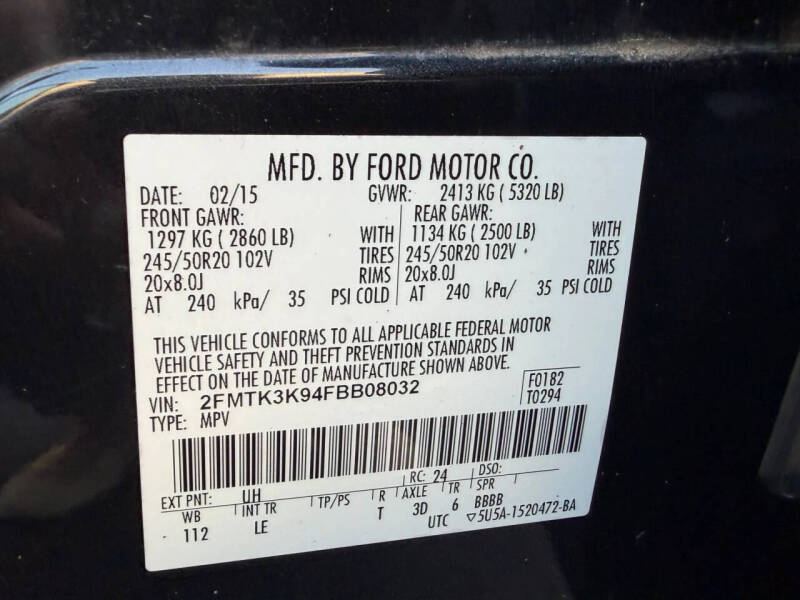 MFD. BY FORD MOTOR CO.
DATE: 02/15 GVWR: 2413 KG ( 5320 LB)
FRONT GAWR: REAR GAWR:
1297 KG ( 2860 LB) WITH 1134 KG ( 2500 LB) WITH
245/50R20 102V TIRES 245/50R20 102V TIRES
20x8.0J RIMS 20x8.0J RIMS
AT 240 kPa/ 35 PSI COLD AT 240 kPa/ 35 PSI COLD
THIS VEHICLE CONFORMS TO ALL APPLICABLE FEDERAL MOTOR
VEHICLE SAFETY AND THEFT PREVENTION STANDARDS IN
EFFECT ON THE DATE OF MANUFACTURE SHOWN ABOVE.
VIN: 2FMTK3K94FBB08032 F0182
TYPE: MPV T0294
EXT PNT: UH RC: 24 DSO:
WB INT TR TP/PS R AXLE TR SPR
112 LE T 3D 6 BBBB
UTC ▽5U5A-1520472-BA